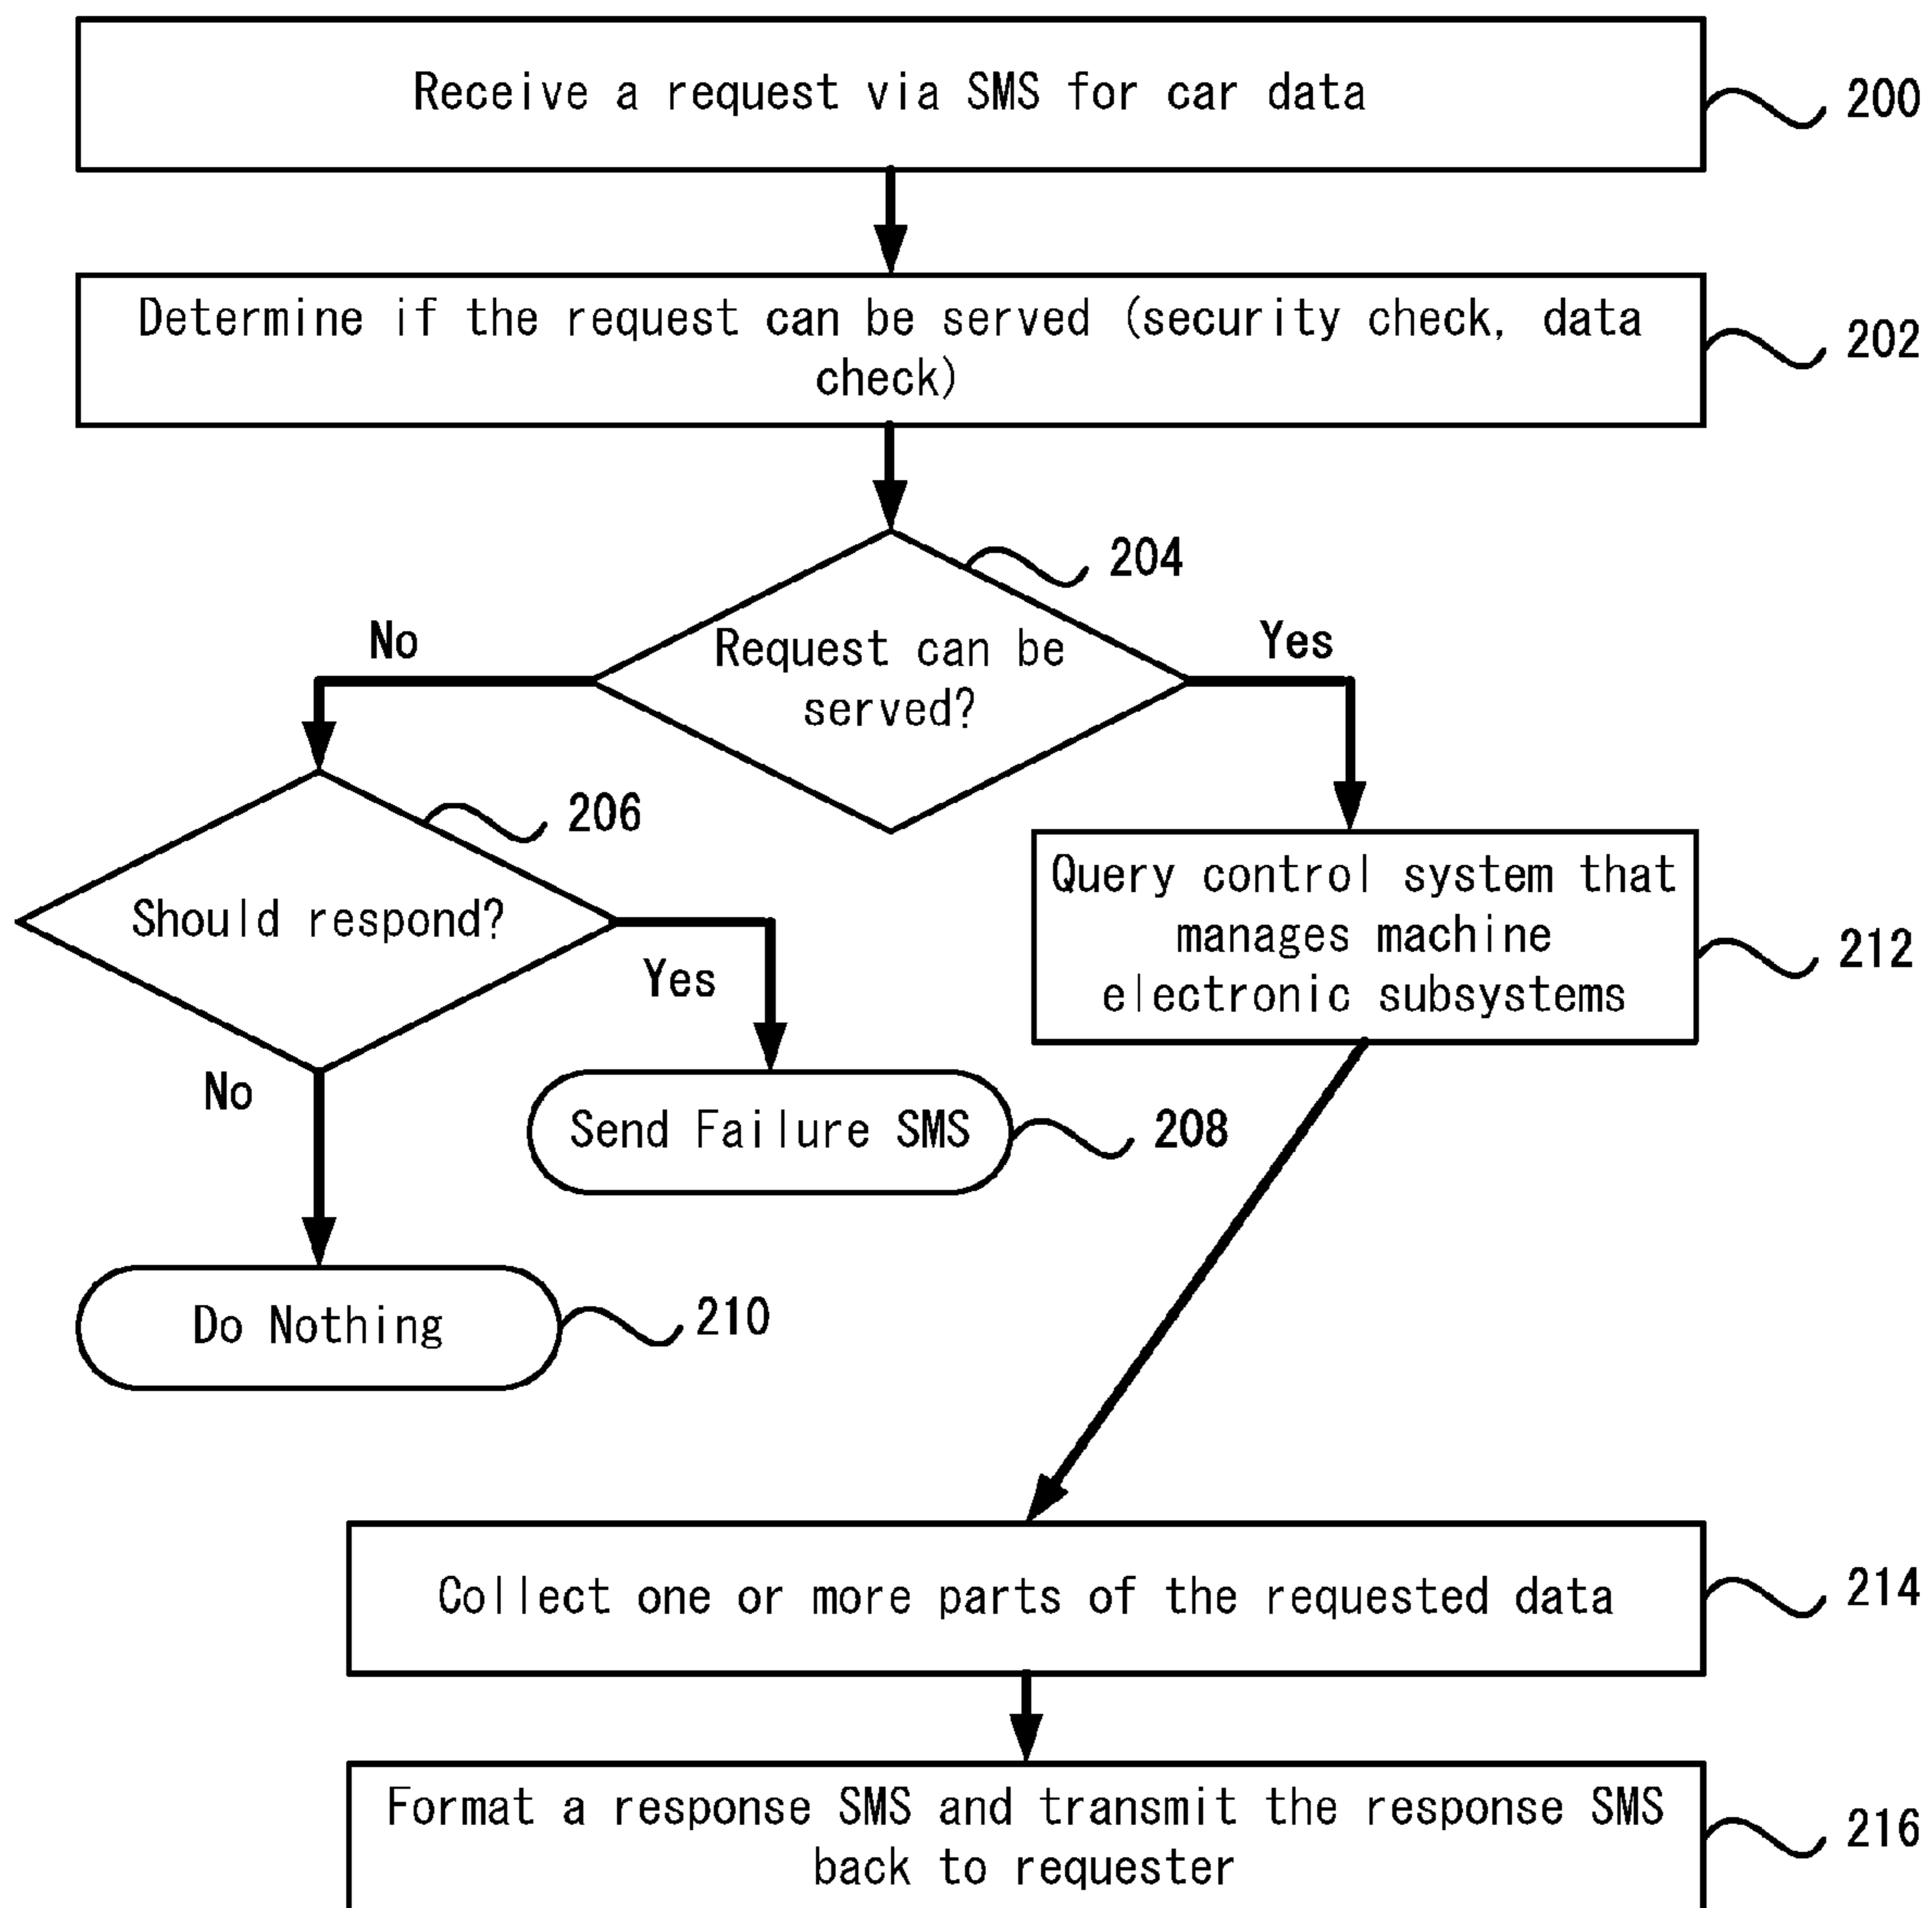 Receive a request via SMS for car data
200
Determine if the request can be served (security check, data
check)
202
204
Request can be
served?
No
Yes
206
Should respond?
Yes
No
Query control system that
manages machine
electronic subsystems
212
Send Failure SMS
208
Do Nothing
210
Collect one or more parts of the requested data
214
Format a response SMS and transmit the response SMS
back to requester
216